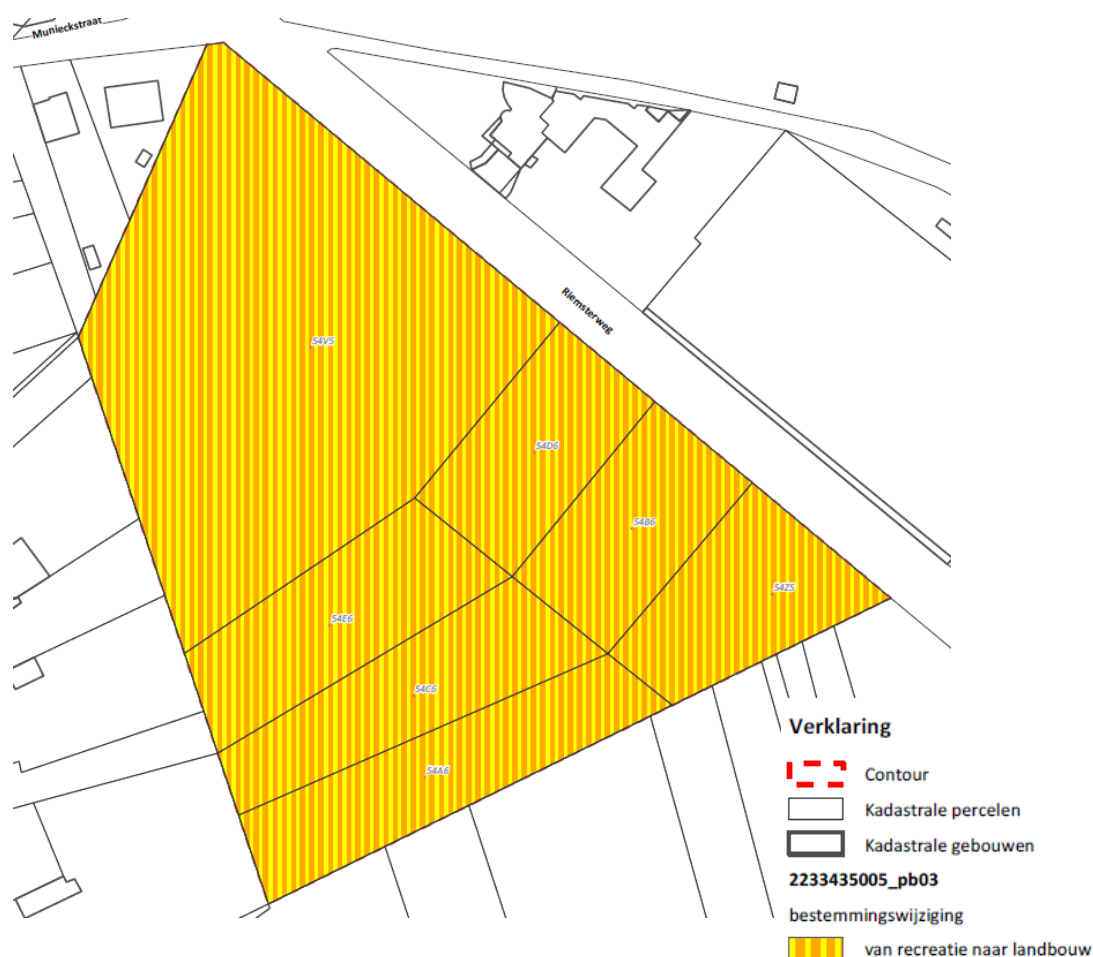 Munieckstraat
Riemsterweg
54V5
54D6
54B6
54Z5
54E6
54C6
54A6
Verklaring
Contour
Kadastrale percelen
Kadastrale gebouwen
2233435005_pb03
bestemmingswijziging
van recreatie naar landbouw